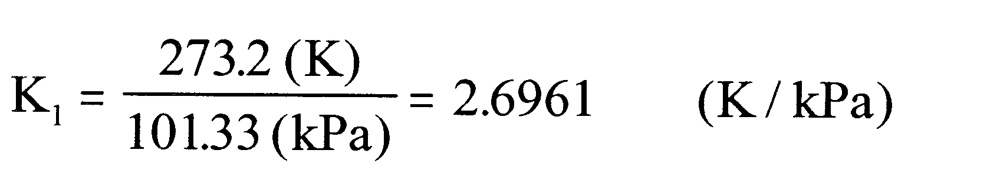 K₁ = 273.2 (K) / 101.33 (kPa) = 2.6961 (K / kPa)